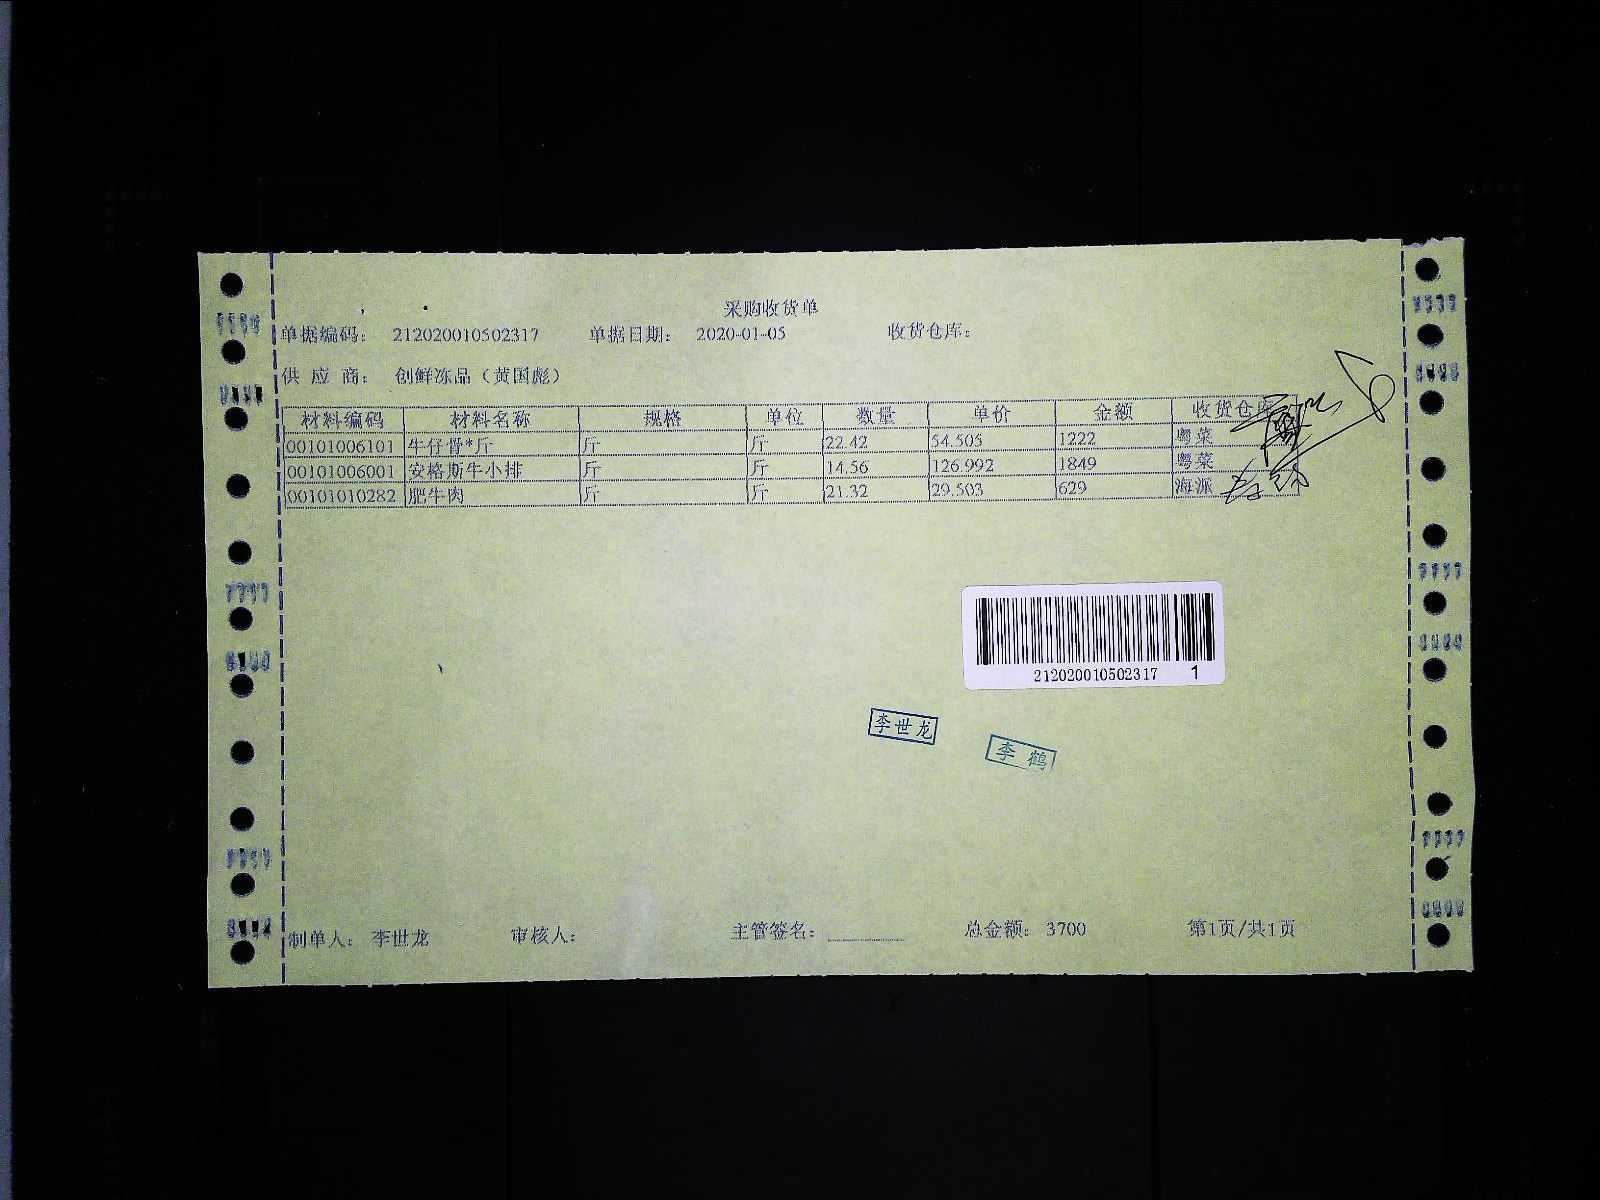 采购收货单
单据编码： 212020010502317 单据日期： 2020-01-05 收货仓库：
供 应 商： 创鲜冻品（黄国彪）
材料编码 材料名称 规格 单位 数量 单价 金额 收货仓库
00101006101 牛仔骨*斤 斤 斤 22.42 54.505 1222 粤菜
00101006001 安格斯牛小排 斤 斤 14.56 126.992 1849 粤菜
00101010282 肥牛肉 斤 斤 21.32 29.503 629 海派
212020010502317 1
李世龙
李 鹤
制单人： 李世龙 审核人： 主管签名： 总金额： 3700 第1页/共1页